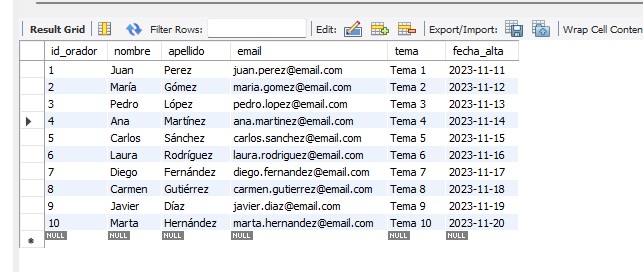 Result Grid Filter Rows: Edit: Export/Import: Wrap Cell Conten
id_orador nombre apellido email tema fecha_alta
1 Juan Perez juan.perez@email.com Tema 1 2023-11-11
2 María Gómez maria.gomez@email.com Tema 2 2023-11-12
3 Pedro López pedro.lopez@email.com Tema 3 2023-11-13
4 Ana Martínez ana.martinez@email.com Tema 4 2023-11-14
5 Carlos Sánchez carlos.sanchez@email.com Tema 5 2023-11-15
6 Laura Rodríguez laura.rodriguez@email.com Tema 6 2023-11-16
7 Diego Fernández diego.fernandez@email.com Tema 7 2023-11-17
8 Carmen Gutiérrez carmen.gutierrez@email.com Tema 8 2023-11-18
9 Javier Díaz javier.diaz@email.com Tema 9 2023-11-19
10 Marta Hernández marta.hernandez@email.com Tema 10 2023-11-20
NULL NULL NULL NULL NULL NULL